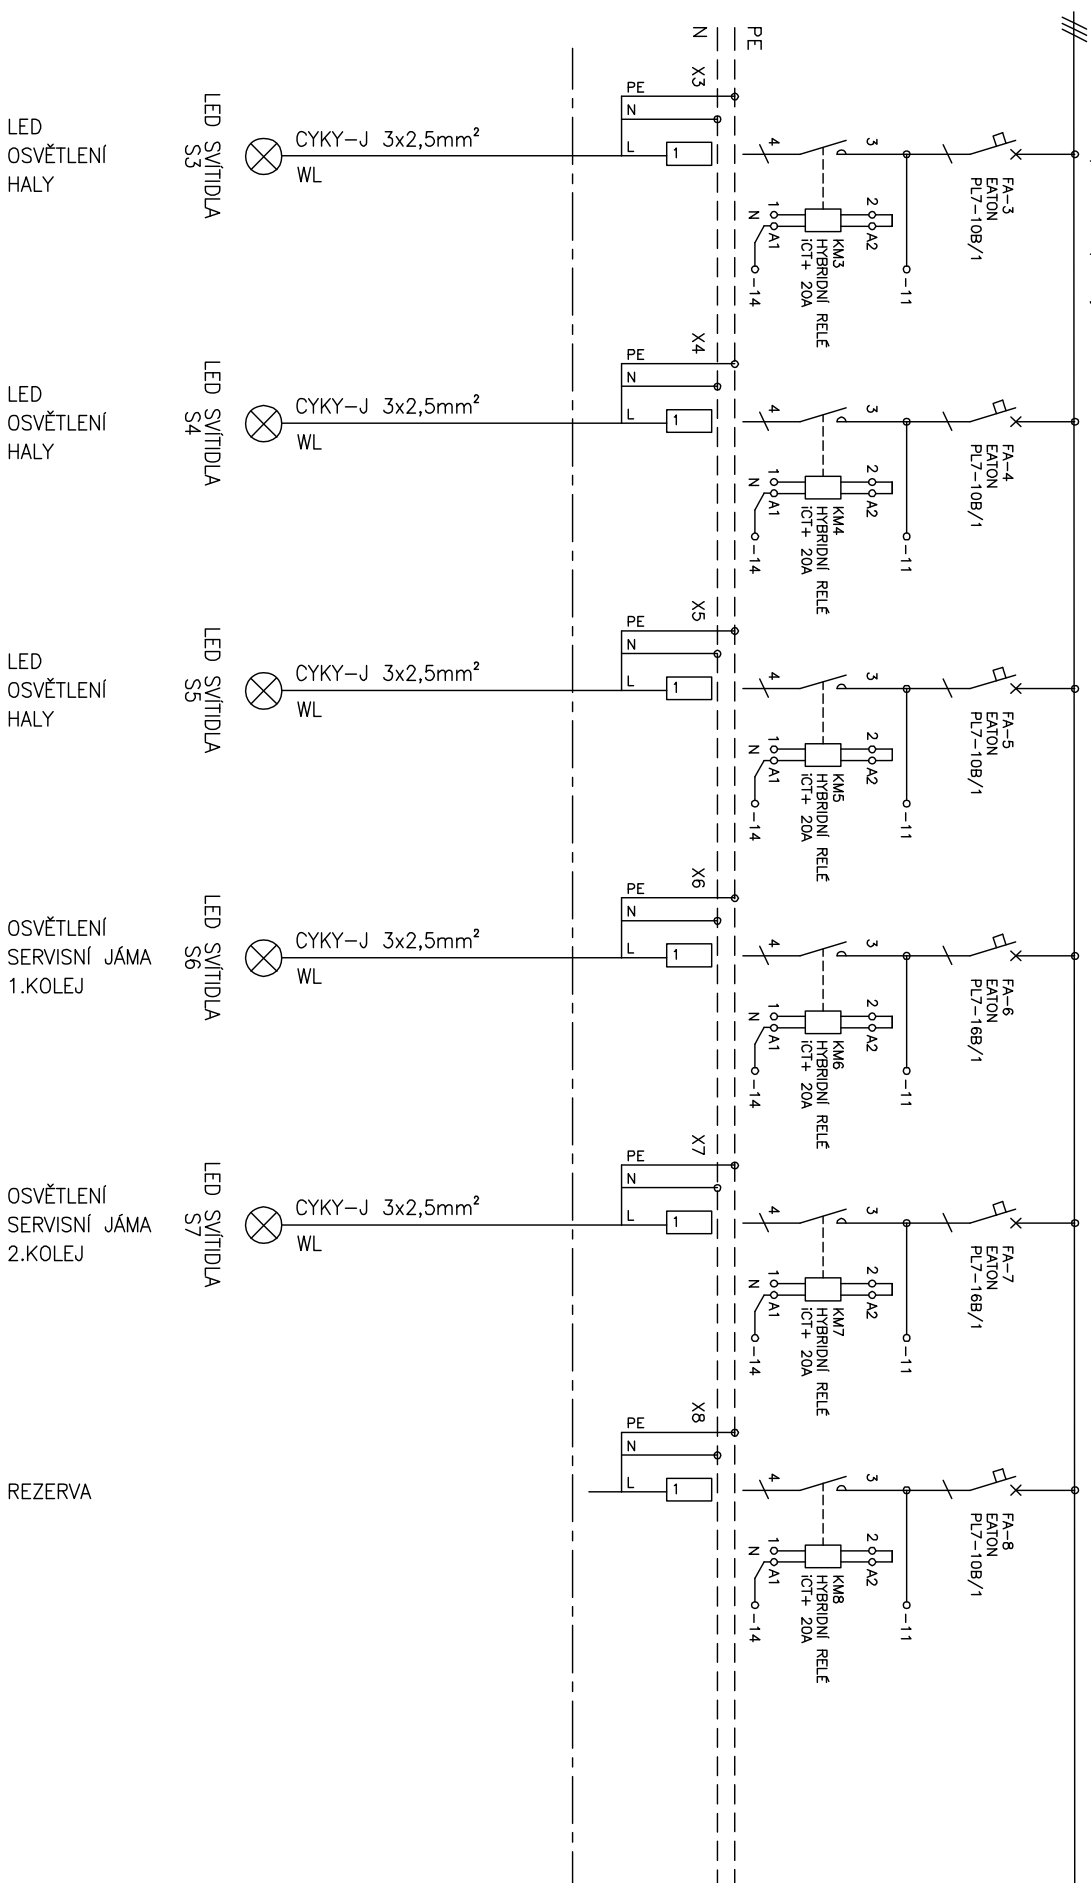 N
PE
X3
PE
N
L
1
4
3
FA-3
EATON
PL7-10B/1
1
N
A1
2
A2
KM3
HYBRIDNÍ RELÉ
iCT+ 20A
-14
-11
CYKY-J 3x2,5mm²
WL
LED SVÍTIDLA
S3
LED
OSVĚTLENÍ
HALY
X4
PE
N
L
1
4
3
FA-4
EATON
PL7-10B/1
1
N
A1
2
A2
KM4
HYBRIDNÍ RELÉ
iCT+ 20A
-14
-11
CYKY-J 3x2,5mm²
WL
LED SVÍTIDLA
S4
LED
OSVĚTLENÍ
HALY
X5
PE
N
L
1
4
3
FA-5
EATON
PL7-10B/1
1
N
A1
2
A2
KM5
HYBRIDNÍ RELÉ
iCT+ 20A
-14
-11
CYKY-J 3x2,5mm²
WL
LED SVÍTIDLA
S5
LED
OSVĚTLENÍ
HALY
X6
PE
N
L
1
4
3
FA-6
EATON
PL7-16B/1
1
N
A1
2
A2
KM6
HYBRIDNÍ RELÉ
iCT+ 20A
-14
-11
CYKY-J 3x2,5mm²
WL
LED SVÍTIDLA
S6
OSVĚTLENÍ
SERVISNÍ JÁMA
1.KOLEJ
X7
PE
N
L
1
4
3
FA-7
EATON
PL7-16B/1
1
N
A1
2
A2
KM7
HYBRIDNÍ RELÉ
iCT+ 20A
-14
-11
CYKY-J 3x2,5mm²
WL
LED SVÍTIDLA
S7
OSVĚTLENÍ
SERVISNÍ JÁMA
2.KOLEJ
X8
PE
N
L
1
4
3
FA-8
EATON
PL7-10B/1
1
N
A1
2
A2
KM8
HYBRIDNÍ RELÉ
iCT+ 20A
-14
-11
REZERVA